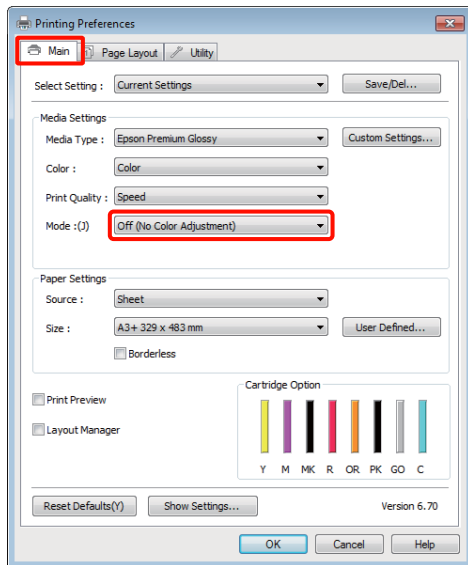 Printing Preferences
Main Page Layout Utility
Select Setting : Current Settings Save/Del...
Media Settings
Media Type : Epson Premium Glossy Custom Settings...
Color : Color
Print Quality : Speed
Mode :(J) Off (No Color Adjustment)
Paper Settings
Source : Sheet
Size : A3+ 329 x 483 mm User Defined...
Borderless
Cartridge Option
Print Preview
Layout Manager
Y M MK R OR PK GO C
Reset Defaults(Y) Show Settings... Version 6.70
OK Cancel Help